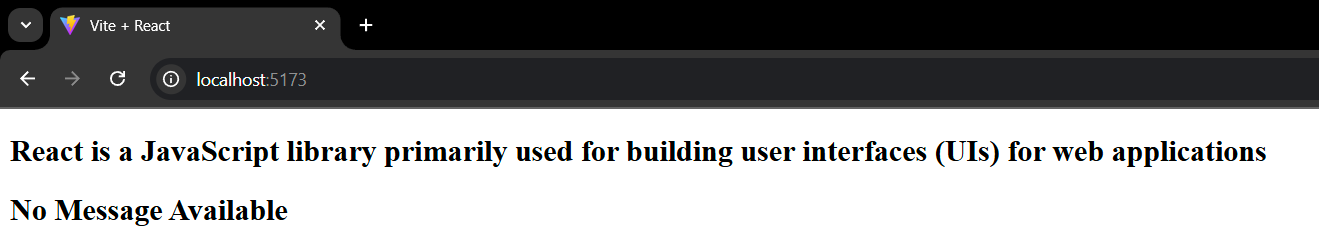 Vite + React
localhost:5173
React is a JavaScript library primarily used for building user interfaces (UIs) for web applications
No Message Available